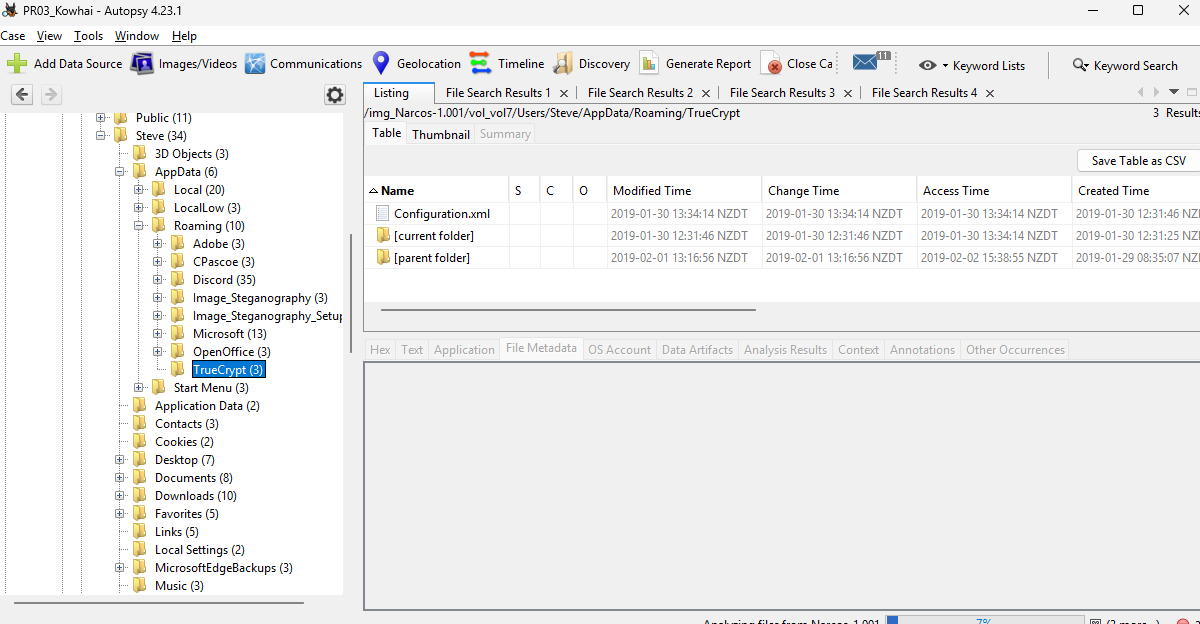 PR03_Kowhai - Autopsy 4.23.1
Case View Tools Window Help
Add Data Source Images/Videos Communications Geolocation Timeline Discovery Generate Report Close Ca 11 Keyword Lists Keyword Search
Listing File Search Results 1 File Search Results 2 File Search Results 3 File Search Results 4
/img_Narcos-1.001/vol_vol7/Users/Steve/AppData/Roaming/TrueCrypt 3 Results
Table Thumbnail Summary
Save Table as CSV
Name S C O Modified Time Change Time Access Time Created Time
Configuration.xml 2019-01-30 13:34:14 NZDT 2019-01-30 13:34:14 NZDT 2019-01-30 13:34:14 NZDT 2019-01-30 12:31:46 NZ
[current folder] 2019-01-30 12:31:46 NZDT 2019-01-30 12:31:46 NZDT 2019-01-30 13:34:14 NZDT 2019-01-30 12:31:25 NZ
[parent folder] 2019-02-01 13:16:56 NZDT 2019-02-01 13:16:56 NZDT 2019-02-02 15:38:55 NZDT 2019-01-29 08:35:07 NZ
Public (11)
Steve (34)
3D Objects (3)
AppData (6)
Local (20)
LocalLow (3)
Roaming (10)
Adobe (3)
CPascoe (3)
Discord (35)
Image_Steganography (3)
Image_Steganography_Setup
Microsoft (13)
OpenOffice (3)
TrueCrypt (3)
Start Menu (3)
Application Data (2)
Contacts (3)
Cookies (2)
Desktop (7)
Documents (8)
Downloads (10)
Favorites (5)
Links (5)
Local Settings (2)
MicrosoftEdgeBackups (3)
Music (3)
Hex Text Application File Metadata OS Account Data Artifacts Analysis Results Context Annotations Other Occurrences
Analyzing files from Narcos-1.001 7% (2 more...)